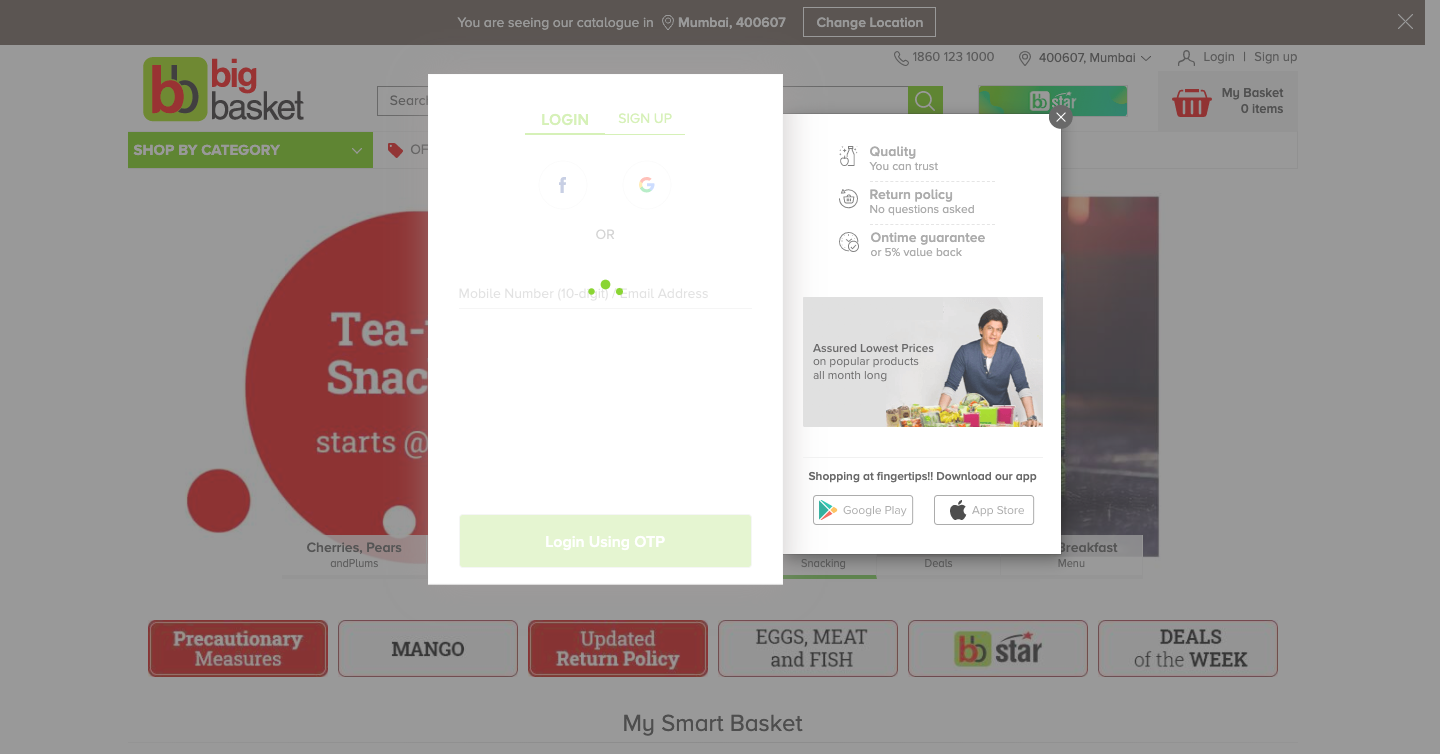 You are seeing our catalogue in Mumbai, 400607 Change Location
1860 123 1000 400607, Mumbai Login | Sign up
big
basket
Search
bb star
My Basket
0 items
SHOP BY CATEGORY
OF
LOGIN SIGN UP
OR
Mobile Number (10-digit) / Email Address
Login Using OTP
Quality
You can trust
Return policy
No questions asked
Ontime guarantee
or 5% value back
Assured Lowest Prices
on popular products
all month long
Shopping at fingertips!! Download our app
Google Play App Store
Tea-
Snac
starts @
Cherries, Pears
andPlums
Snacking
Deals
Breakfast
Menu
Precautionary
Measures
MANGO
Updated
Return Policy
EGGS, MEAT
and FISH
bb star
DEALS
of the WEEK
My Smart Basket